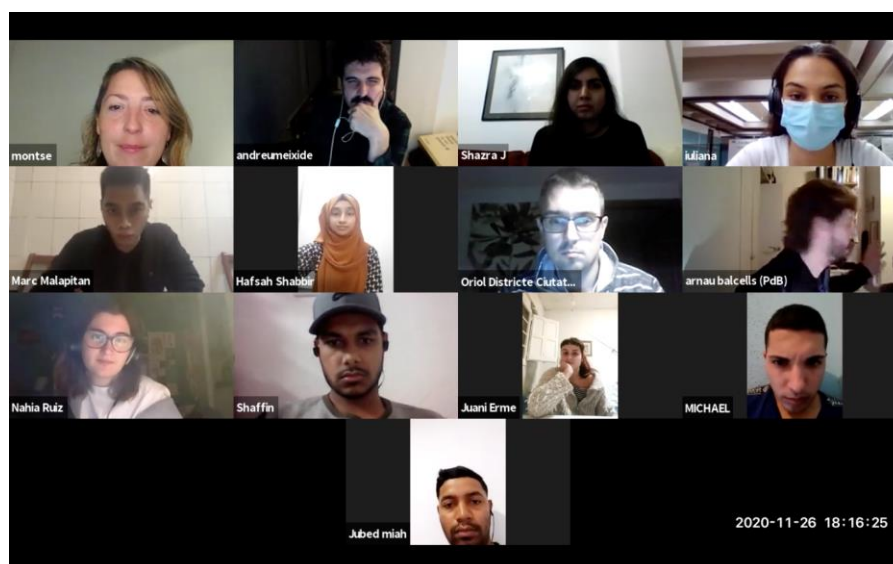 montse
andreumeixide
Shazra J
iuliana
Marc Malapitan
Hafsah Shabbir
Oriol Districte Ciutat...
arnau balcells (PdB)
Nahia Ruiz
Shaffin
Juani Erme
MICHAEL
Jubed miah
2020-11-26 18:16:25